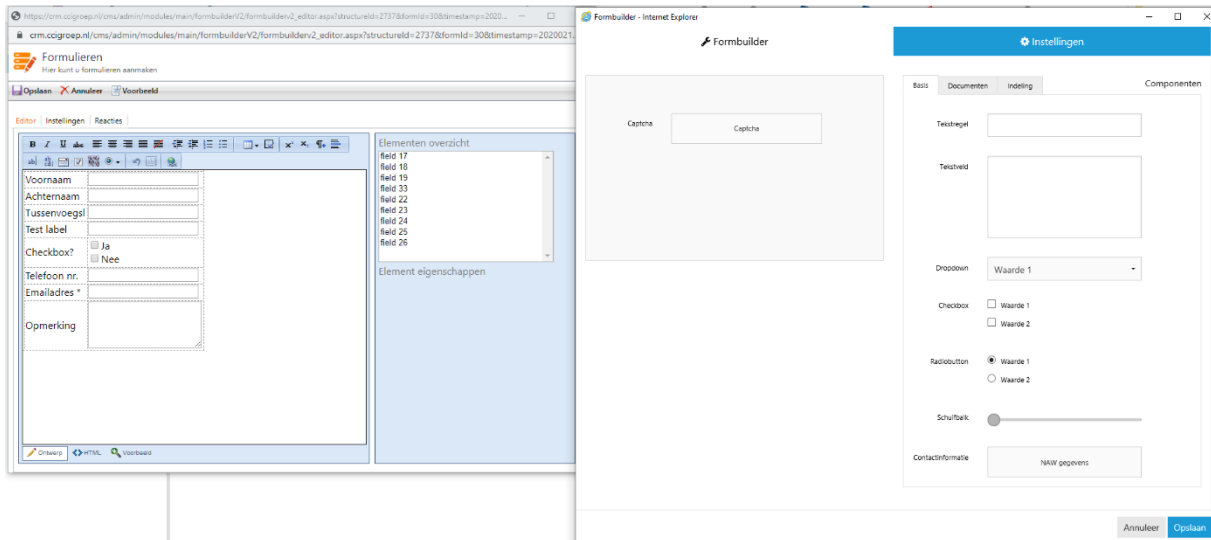 https://crm.ccigroep.nl/cms/admin/modules/main/formbuilderV2/formbuilderv2_editor.aspx?structureId=2737&formId=30&timestamp=2020...
crm.ccigroep.nl/cms/admin/modules/main/formbuilderV2/formbuilderv2_editor.aspx?structureId=2737&formId=30&timestamp=2020021
Formulieren
Hier kunt u formulieren aanmaken
Opslaan Annuleer Voorbeeld
Editor Instellingen Reacties
Voornaam
Achternaam
Tussenvoegsl
Test label
Checkbox?
Ja
Nee
Telefoon nr.
Emailadres *
Opmerking
Ontwerp HTML Voorbeeld
Elementen overzicht
field 17
field 18
field 19
field 33
field 22
field 23
field 24
field 25
field 26
Element eigenschappen
Formbuilder - Internet Explorer
Formbuilder
Instellingen
Captcha
Captcha
Basis Documenten Indeling
Componenten
Tekstregel
Tekstveld
Dropdown
Waarde 1
Checkbox
Waarde 1
Waarde 2
Radiobutton
Waarde 1
Waarde 2
Schuifbalk
Contactinformatie
NAW gegevens
Annuleer Opslaan